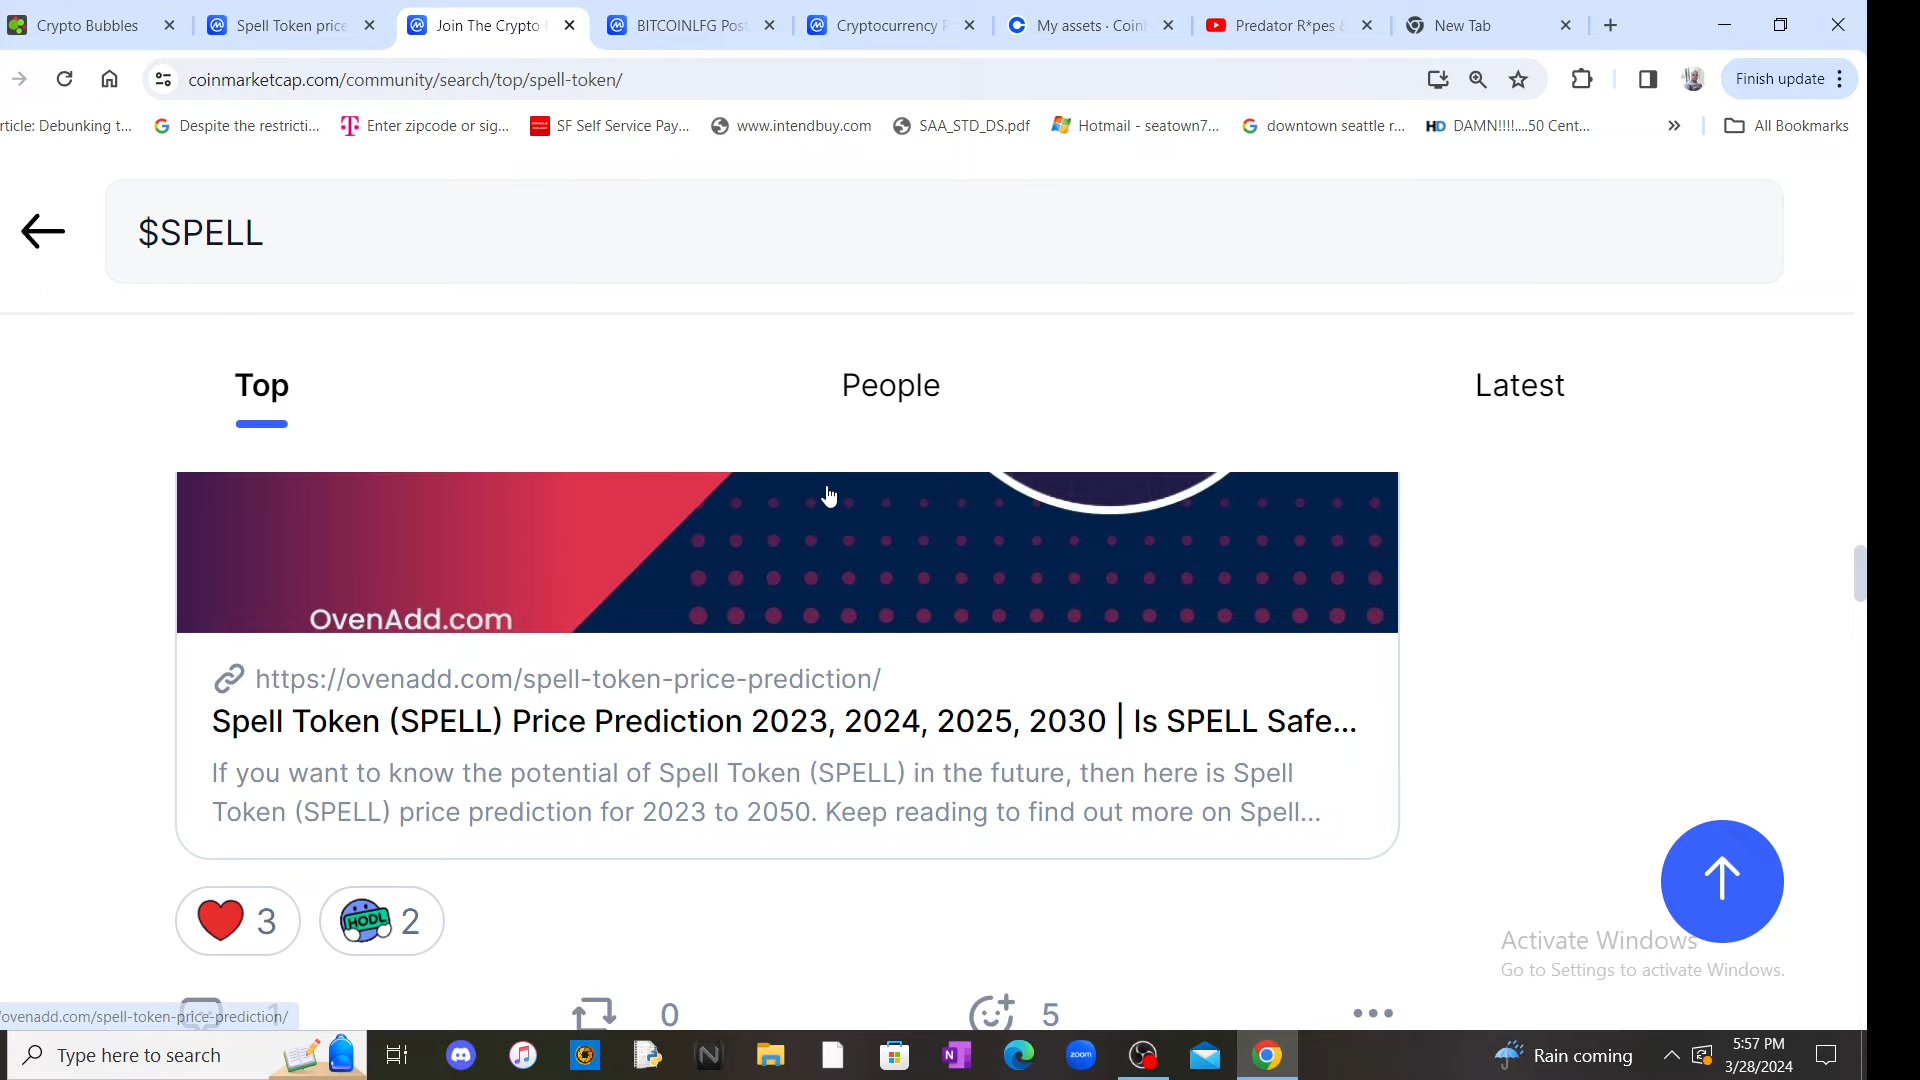 Crypto Bubbles
Spell Token price
Join The Crypto
BITCOINLFG Post
Cryptocurrency P
My assets · Coin
Predator R*pes &
New Tab
coinmarketcap.com/community/search/top/spell-token/
Finish update
rticle: Debunking t...
Despite the restricti...
Enter zipcode or sig...
SF Self Service Pay...
www.intendbuy.com
SAA_STD_DS.pdf
Hotmail - seatown7...
downtown seattle r...
HD DAMN!!!!....50 Cent...
All Bookmarks
$SPELL
Top
People
Latest
OvenAdd.com
https://ovenadd.com/spell-token-price-prediction/
Spell Token (SPELL) Price Prediction 2023, 2024, 2025, 2030 | Is SPELL Safe...
If you want to know the potential of Spell Token (SPELL) in the future, then here is Spell
Token (SPELL) price prediction for 2023 to 2050. Keep reading to find out more on Spell...
3
HODL 2
Activate Windows
Go to Settings to activate Windows.
1
0
5
/ovenadd.com/spell-token-price-prediction/
Type here to search
N
N
zoom
Rain coming
5:57 PM
3/28/2024